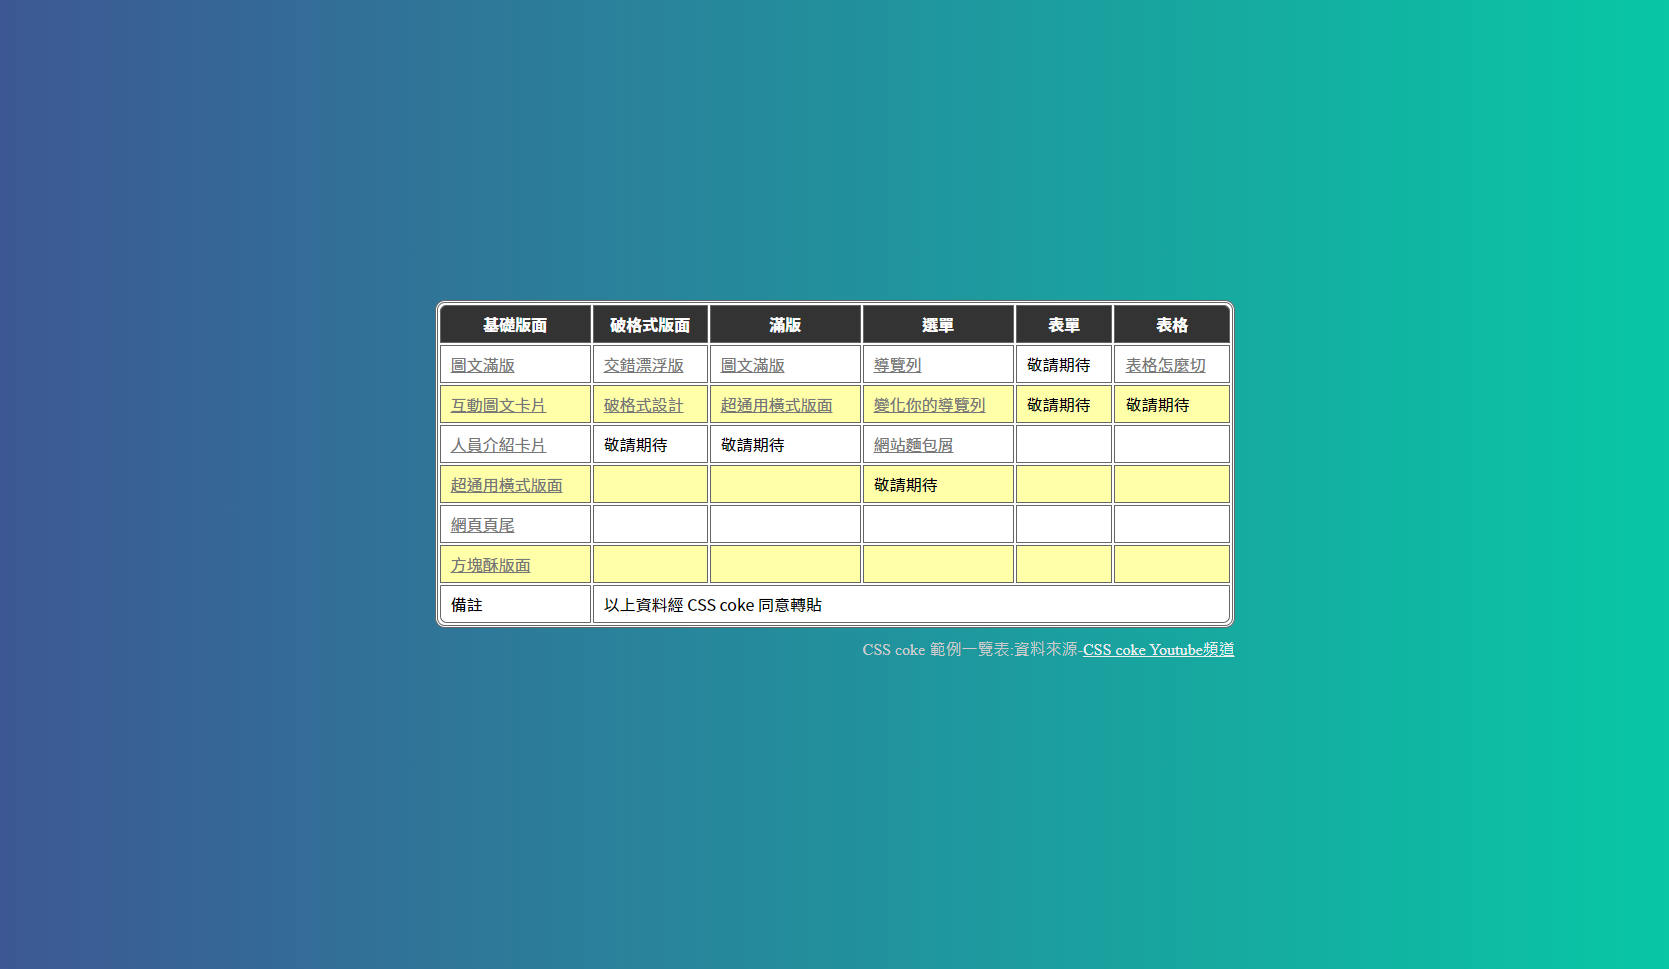 基礎版面 破格式版面 滿版 選單 表單 表格
圖文滿版 交錯漂浮版 圖文滿版 導覽列 敬請期待 表格怎麼切
互動圖文卡片 破格式設計 超通用橫式版面 變化你的導覽列 敬請期待 敬請期待
人員介紹卡片 敬請期待 敬請期待 網站麵包屑
超通用橫式版面 敬請期待
網頁頁尾
方塊酥版面
備註 以上資料經 CSS coke 同意轉貼
CSS coke 範例一覽表:資料來源-CSS coke Youtube頻道